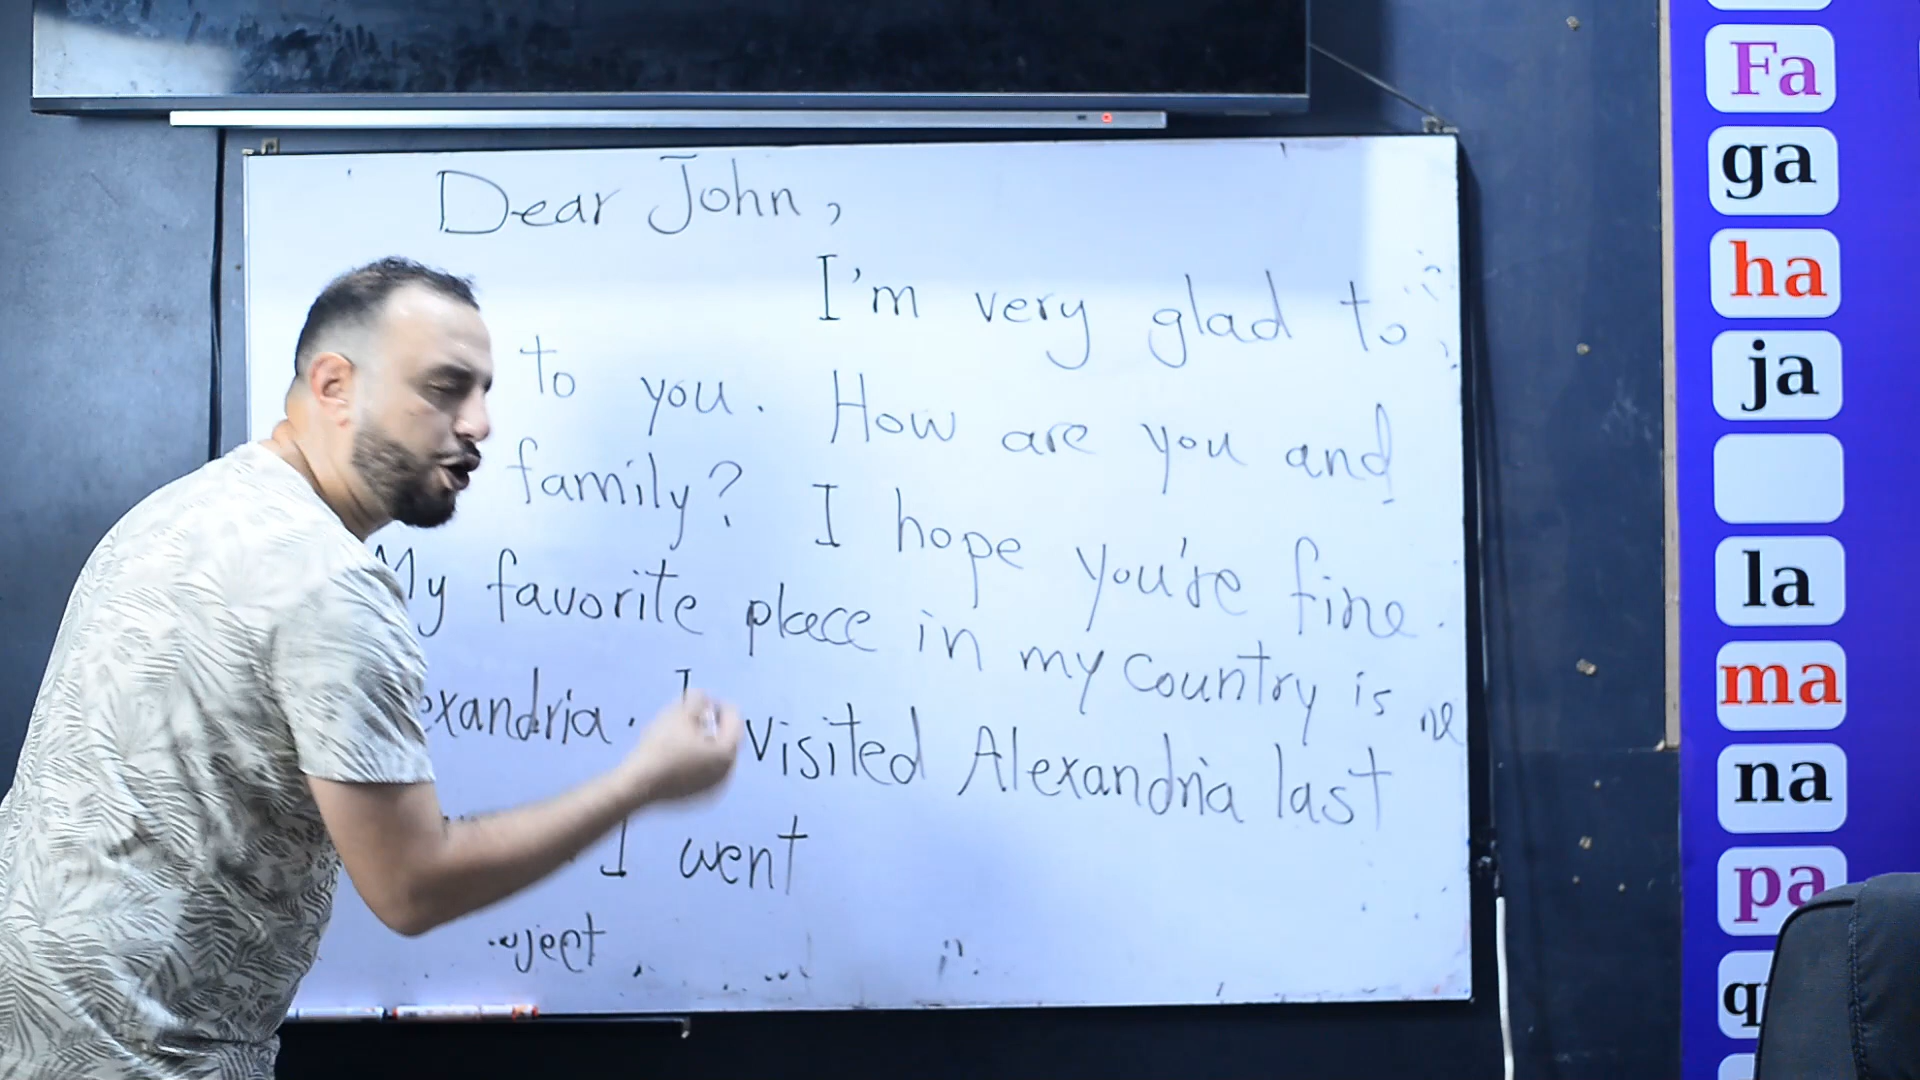 Dear John,
I'm very glad to
to you. How are you and
family? I hope you're fine.
My favorite place in my country is
exandria. I visited Alexandria last
I went
Fa
ga
ha
ja
la
ma
na
pa